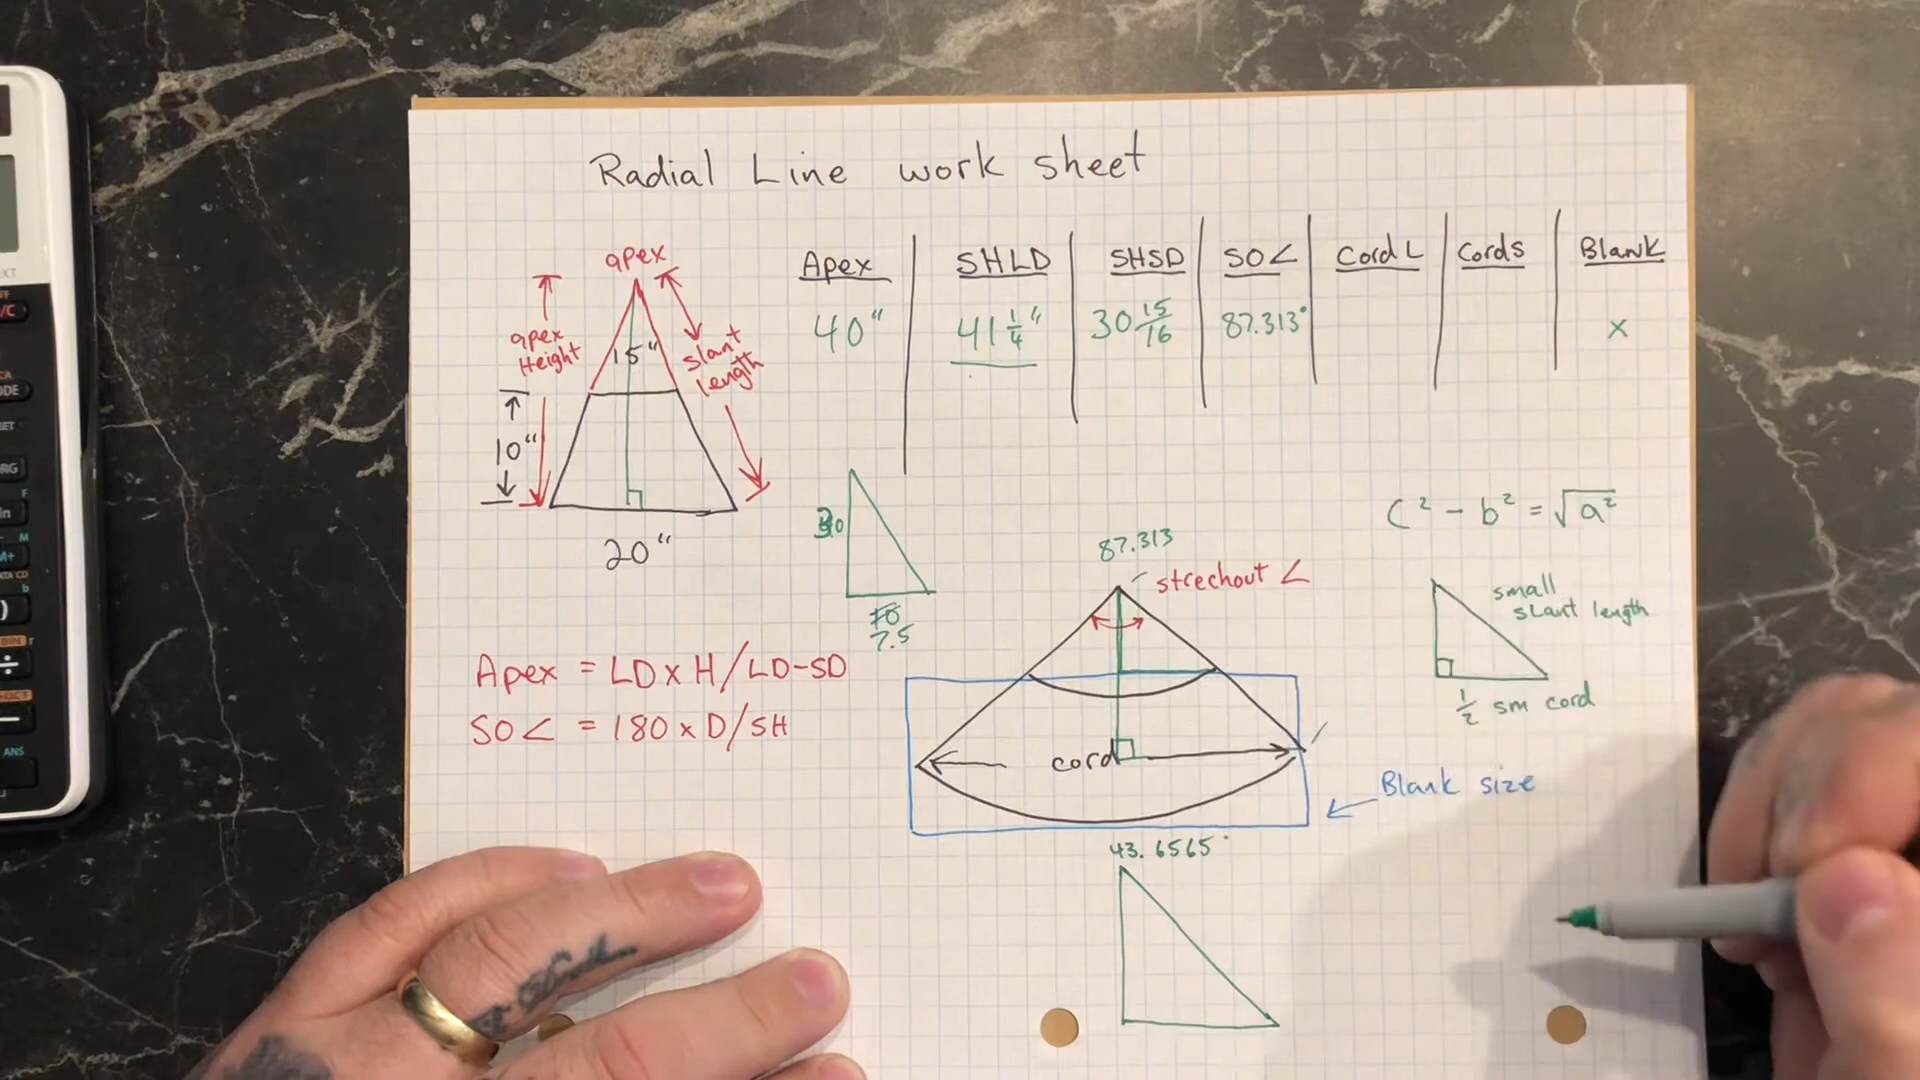 Radial Line work sheet
Apex SHLD SHSD SO∠ Cord L Cord S Blank
40" 41 1/4" 30 15/16 87.313° x
apex
apex Height
15"
slant length
10"
20"
7.5
Apex = LD x H / LD-SD
SO∠ = 180 x D / SH
87.313
strechout ∠
cord
Blank size
C² - b² = √a²
small
slant length
1/2 sm cord
43.6565°
M+
ANS